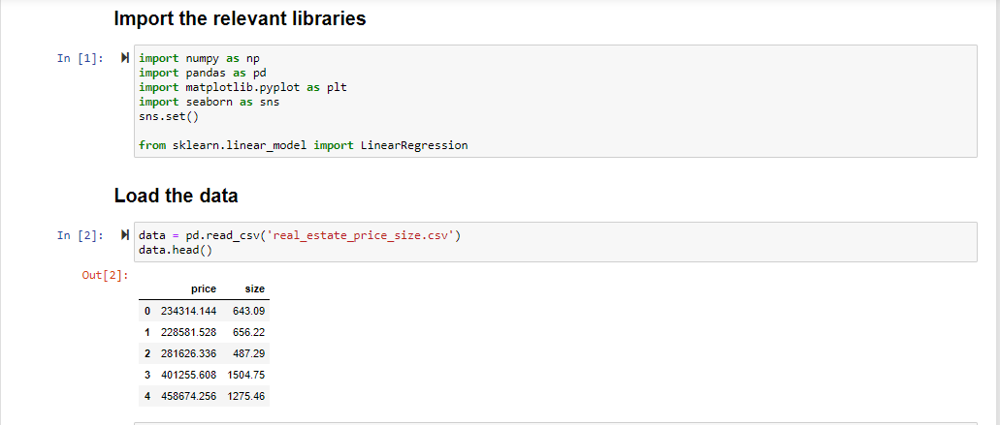 Import the relevant libraries
In [1]:
import numpy as np
import pandas as pd
import matplotlib.pyplot as plt
import seaborn as sns
sns.set()
from sklearn.linear_model import LinearRegression
Load the data
In [2]:
data = pd.read_csv('real_estate_price_size.csv')
data.head()
Out[2]:
price size
0 234314.144 643.09
1 228581.528 656.22
2 281626.336 487.29
3 401255.608 1504.75
4 458674.256 1275.46